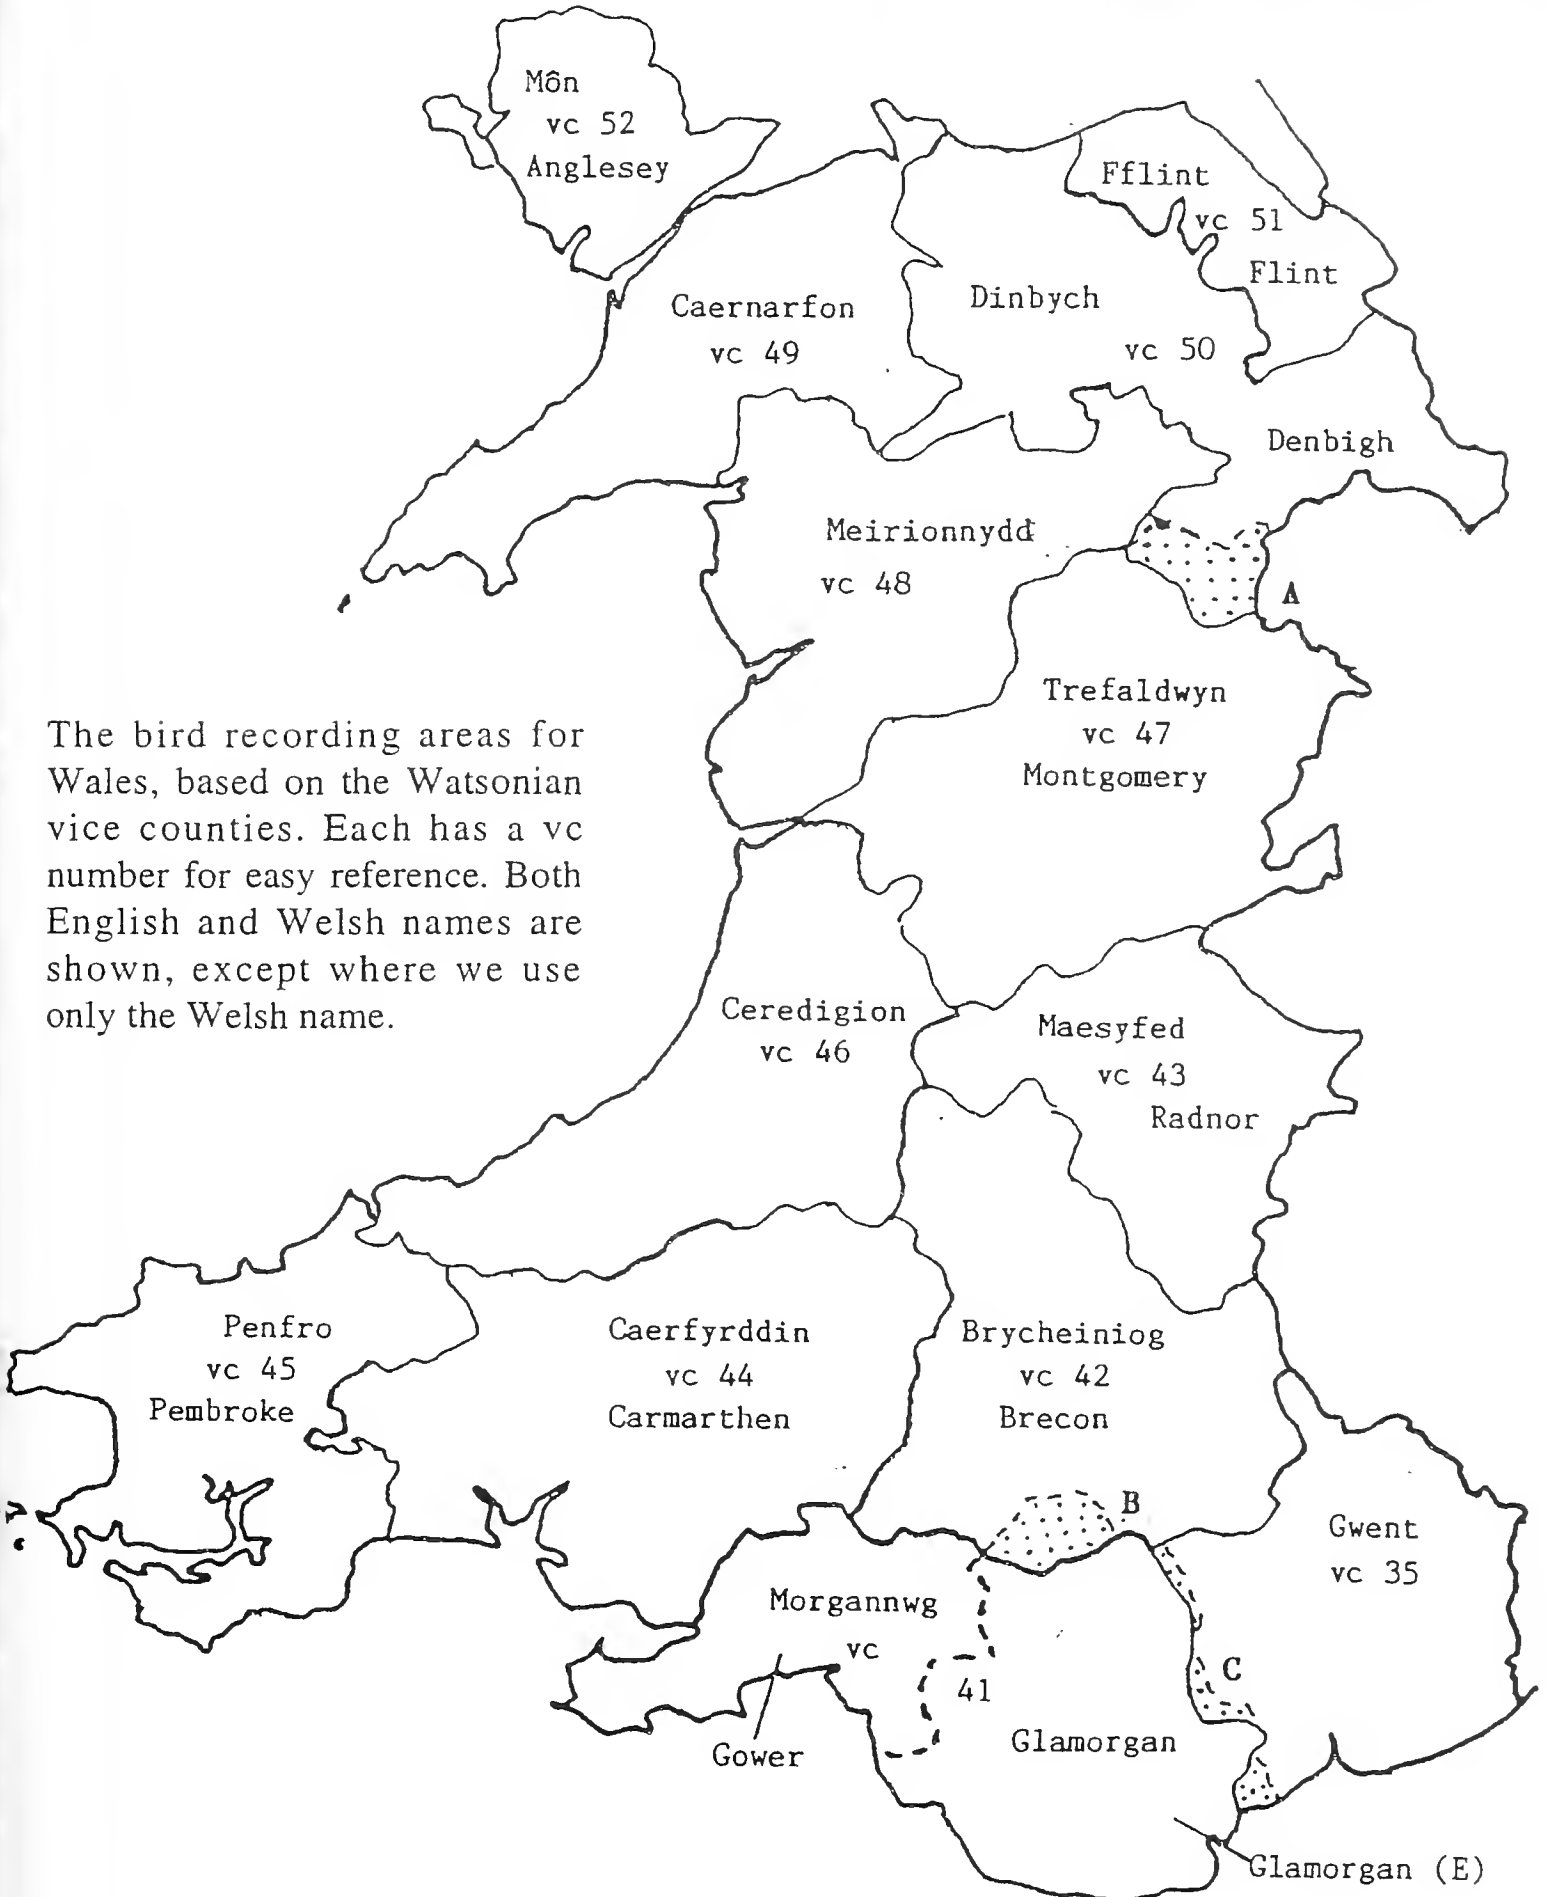 Môn
vc 52
Anglesey
Fflint
vc 51
Flint
Caernarfon
vc 49
Dinbych
vc 50
Denbigh
Meirionnydd
vc 48
A
Trefaldwyn
vc 47
Montgomery
The bird recording areas for
Wales, based on the Watsonian
vice counties. Each has a vc
number for easy reference. Both
English and Welsh names are
shown, except where we use
only the Welsh name.
Ceredigion
vc 46
Maesyfed
vc 43
Radnor
Penfro
vc 45
Pembroke
Caerfyrddin
vc 44
Carmarthen
Brycheiniog
vc 42
Brecon
B
Gwent
vc 35
Morgannwg
vc
41
C
Gower
Glamorgan
Glamorgan (E)